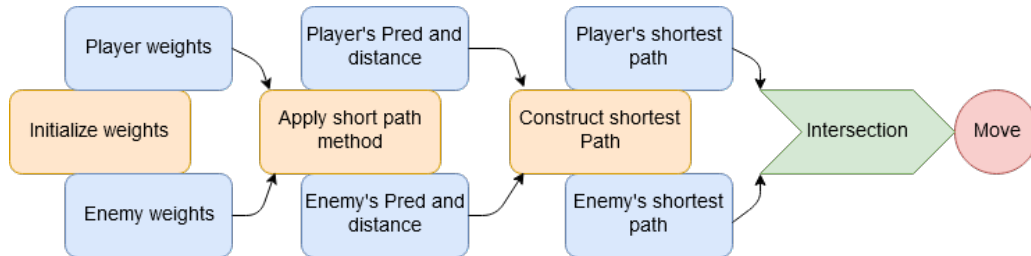 Player weights
Initialize weights
Enemy weights
Player's Pred and
distance
Apply short path
method
Enemy's Pred and
distance
Player's shortest
path
Construct shortest
Path
Enemy's shortest
path
Intersection
Move